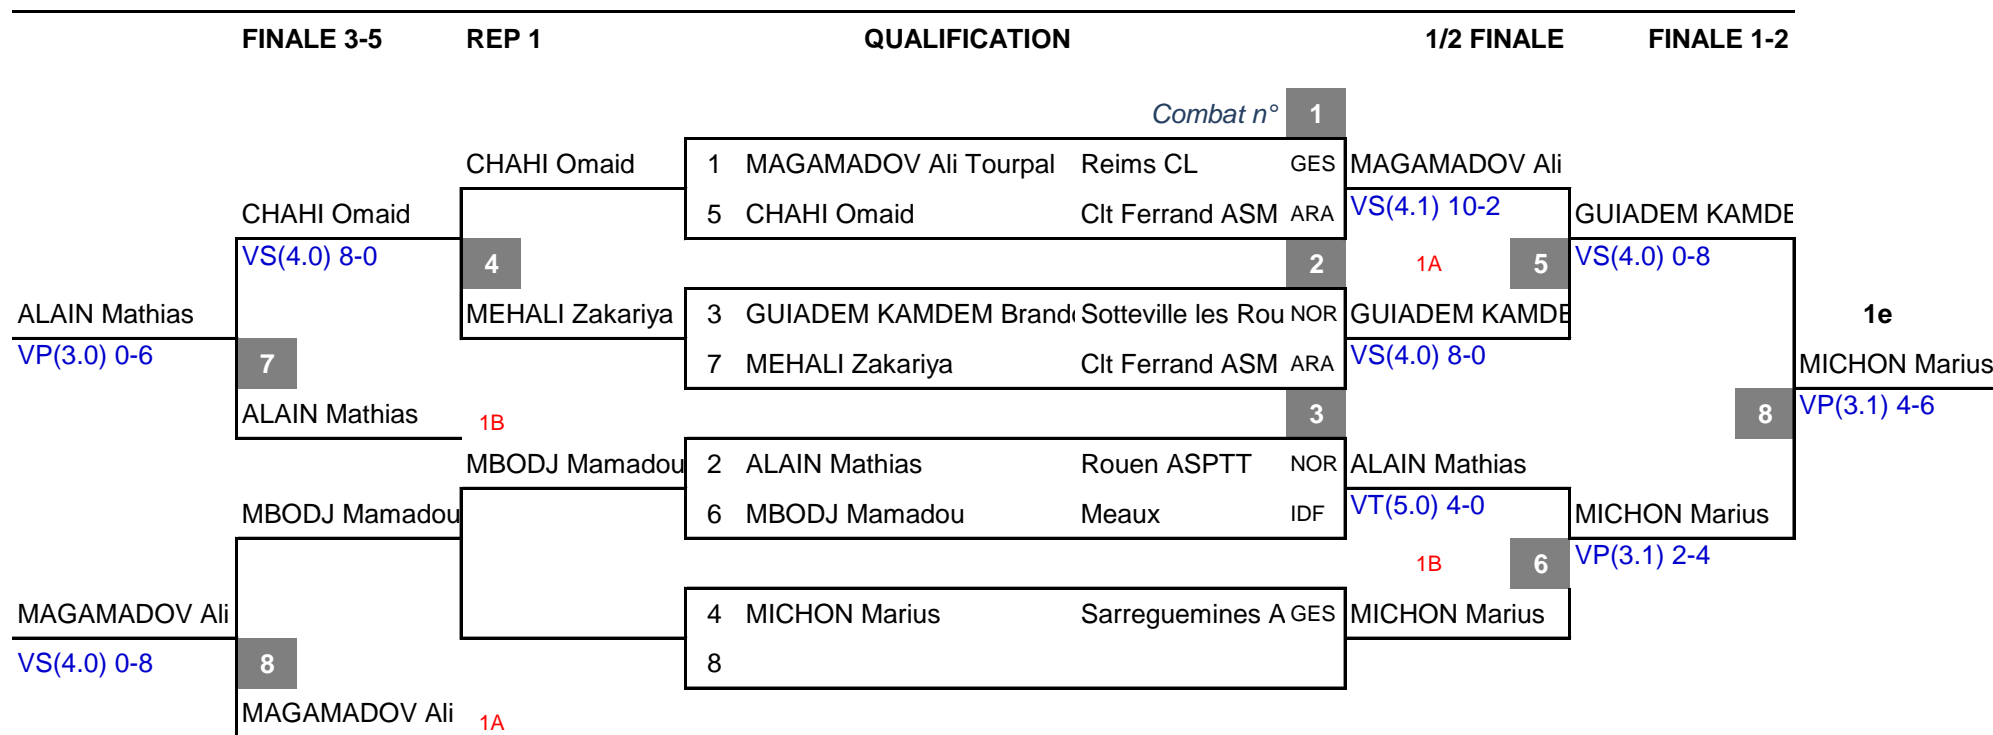 FINALE 3-5 REP 1 QUALIFICATION 1/2 FINALE FINALE 1-2
Combat n° 1
CHAHI Omaid 1 MAGAMADOV Ali Tourpal Reims CL GES MAGAMADOV Ali
CHAHI Omaid 5 CHAHI Omaid Clt Ferrand ASM ARA VS(4.1) 10-2 GUIADEM KAMDE
VS(4.0) 8-0 4 2 1A 5 VS(4.0) 0-8
ALAIN Mathias MEHALI Zakariya 3 GUIADEM KAMDEM Brand Sotteville les Rou NOR GUIADEM KAMDE 1e
VP(3.0) 0-6 7 7 MEHALI Zakariya Clt Ferrand ASM ARA VS(4.0) 8-0 MICHON Marius
ALAIN Mathias 1B 3 8 VP(3.1) 4-6
MBODJ Mamadou 2 ALAIN Mathias Rouen ASPTT NOR ALAIN Mathias
MBODJ Mamadou 6 MBODJ Mamadou Meaux IDF VT(5.0) 4-0 MICHON Marius
1B 6 VP(3.1) 2-4
MAGAMADOV Ali 4 MICHON Marius Sarreguemines A GES MICHON Marius
VS(4.0) 0-8 8 8
MAGAMADOV Ali 1A